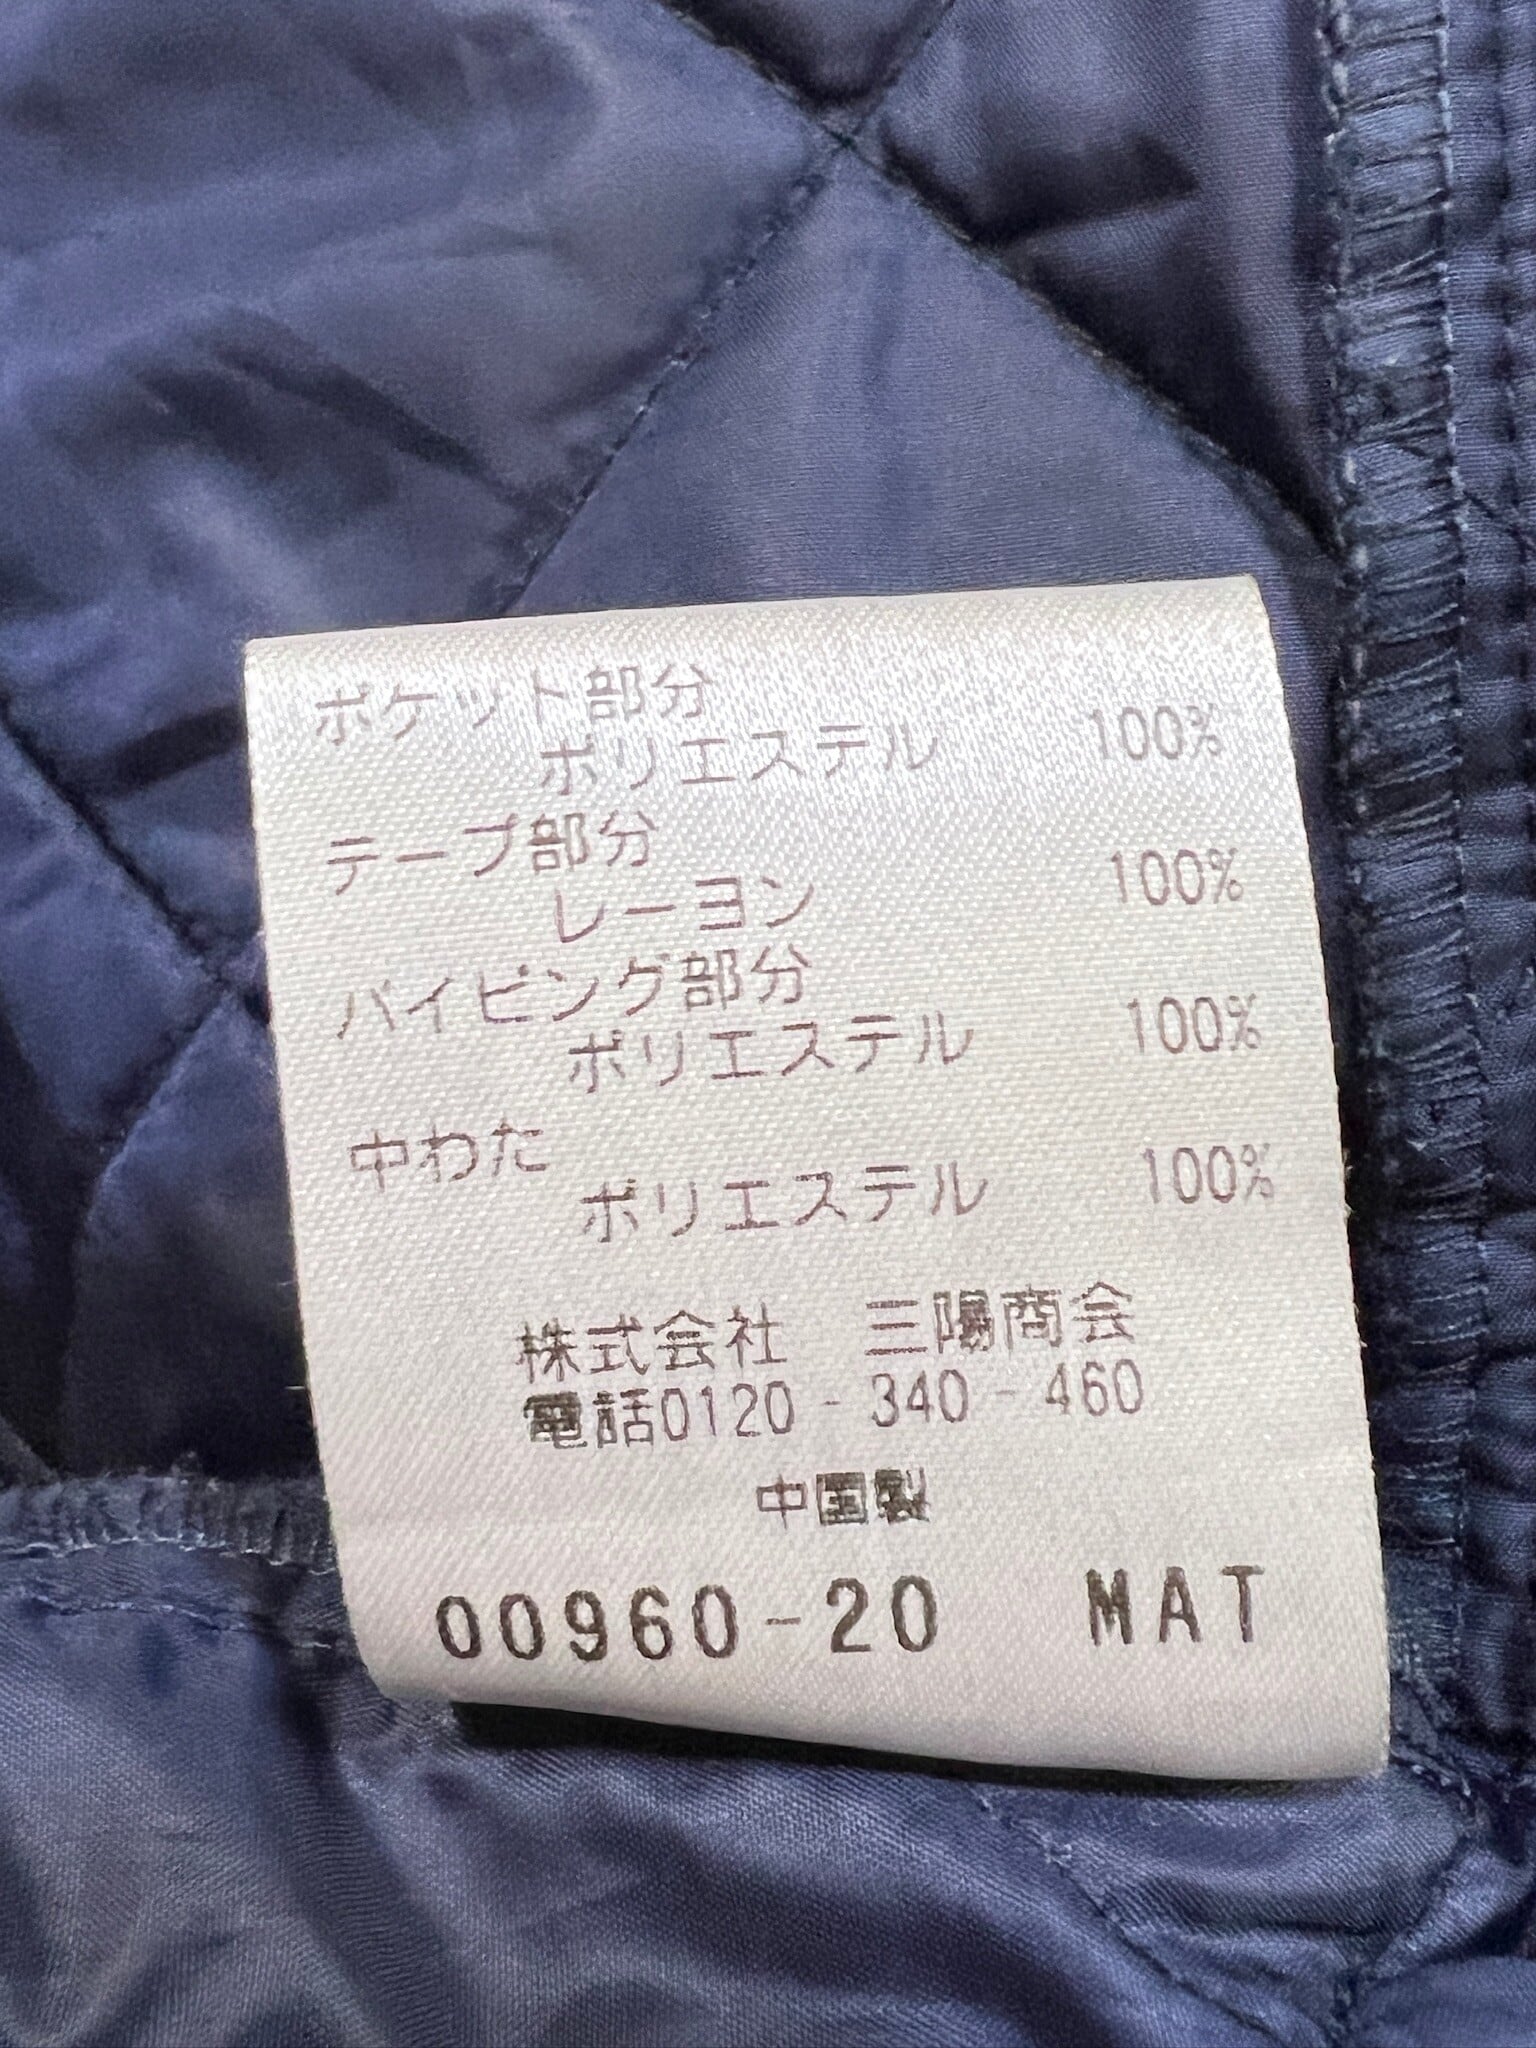 ポケット部分
ポリエステル 100%
テープ部分
レーヨン 100%
パイピング部分
ポリエステル 100%
中わた
ポリエステル 100%
株式会社 三陽商会
電話0120-340-460
中国製
00960-20 MAT